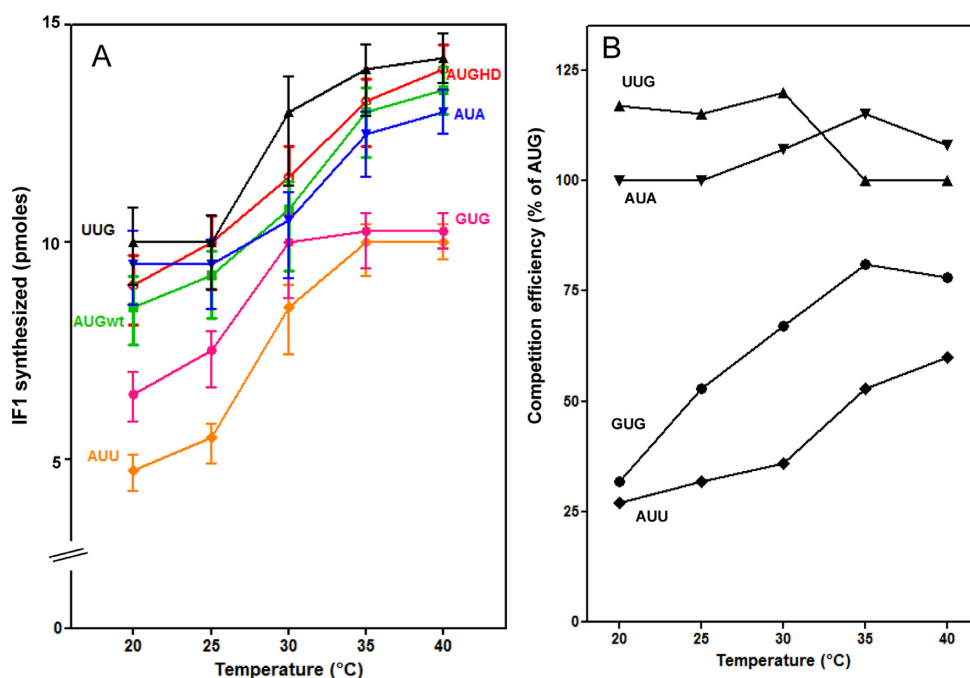 A
15
10
5
0
IF1 synthesized (pmoles)
UUG
AUGwt
AUU
AUGHD
AUA
GUG
20 25 30 35 40
Temperature (°C)
B
125
100
75
50
25
0
Competition efficiency (% of AUG)
UUG
AUA
GUG
AUU
20 25 30 35 40
Temperature (°C)